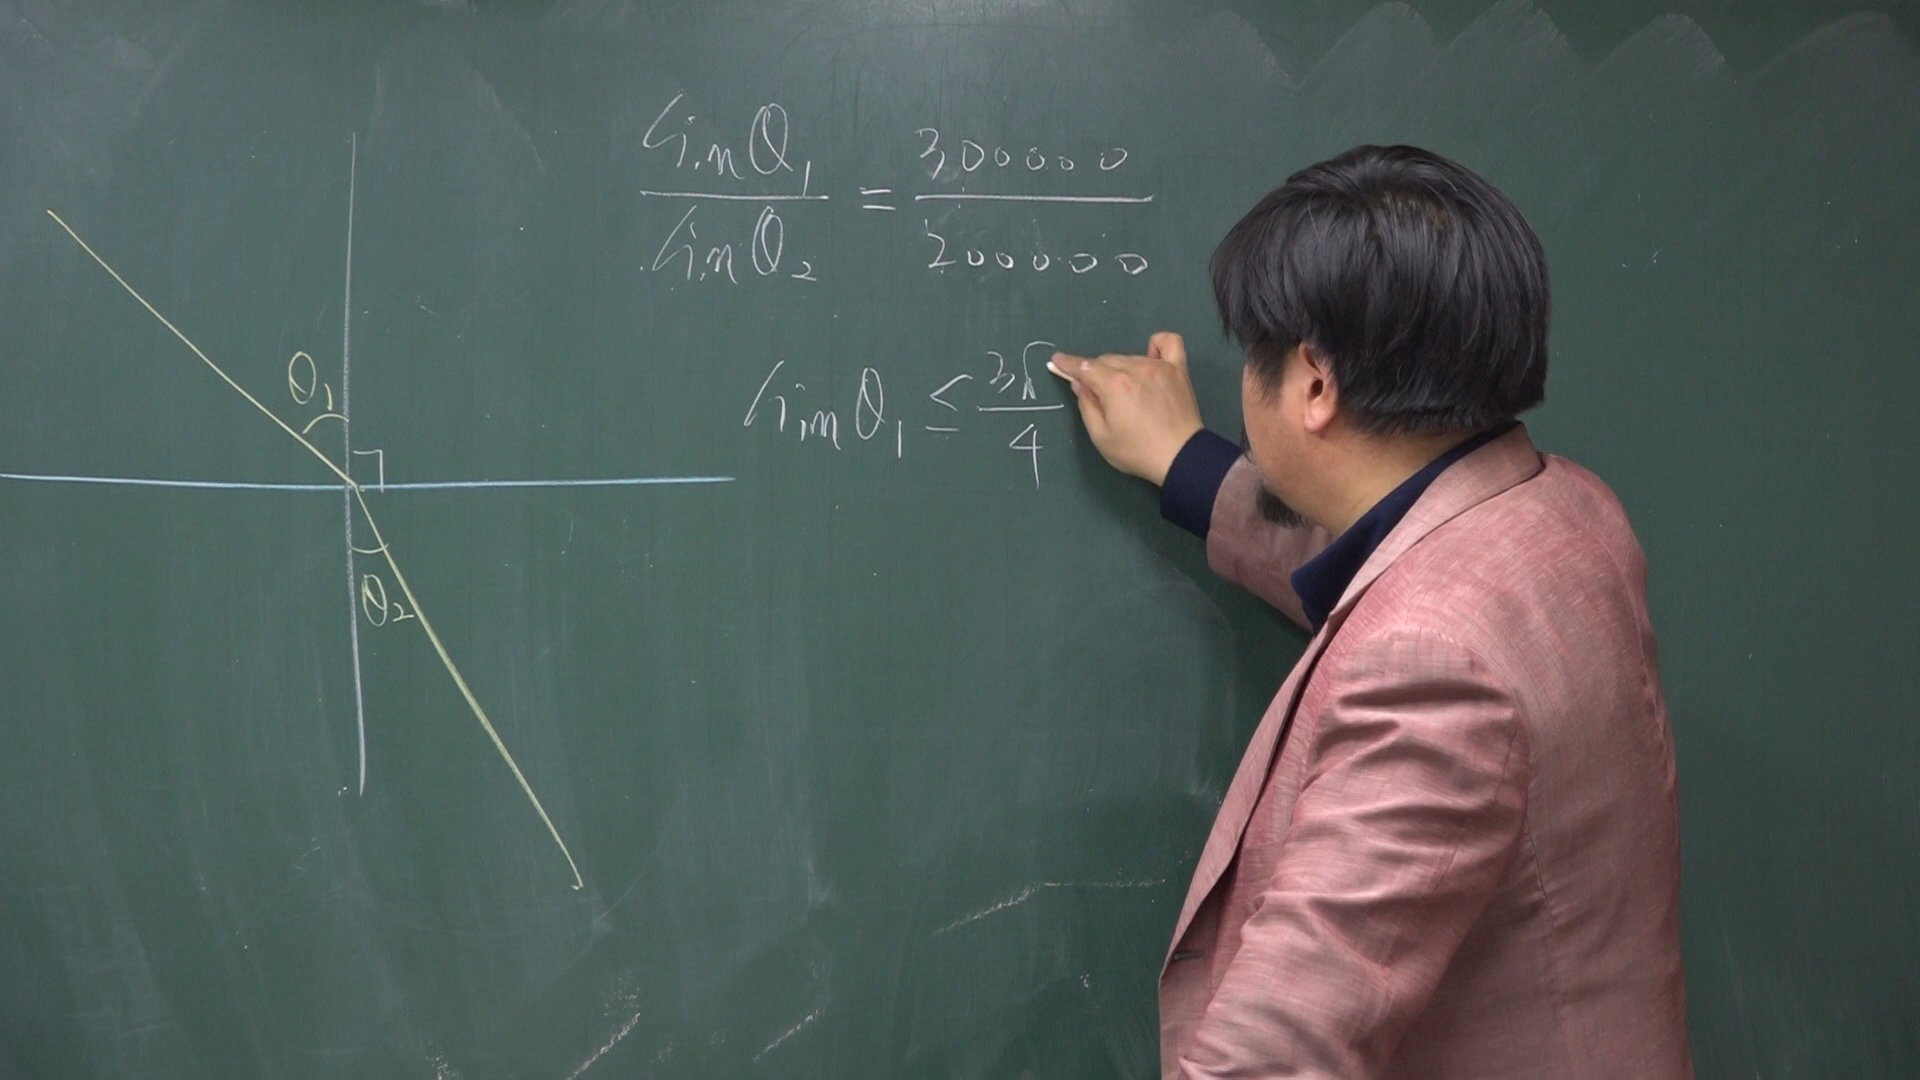 sinθ₁ / sinθ₂ = 300000 / 200000
sinθ₁ ≤ 3√ / 4
θ₁
θ₂